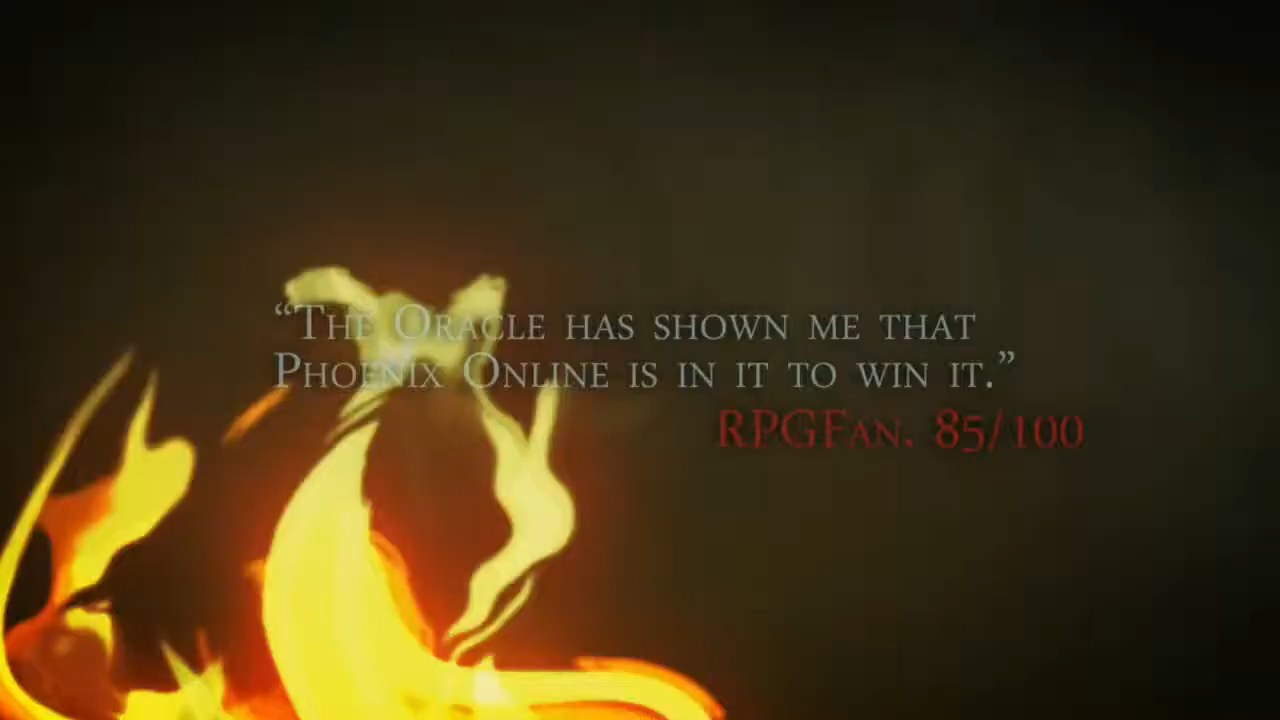 “The Oracle has shown me that
Phoenix Online is in it to win it.”
RPGFan, 85/100